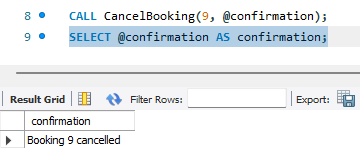 8 CALL CancelBooking(9, @confirmation);
9 SELECT @confirmation AS confirmation;
Result Grid Filter Rows: Export:
confirmation
Booking 9 cancelled